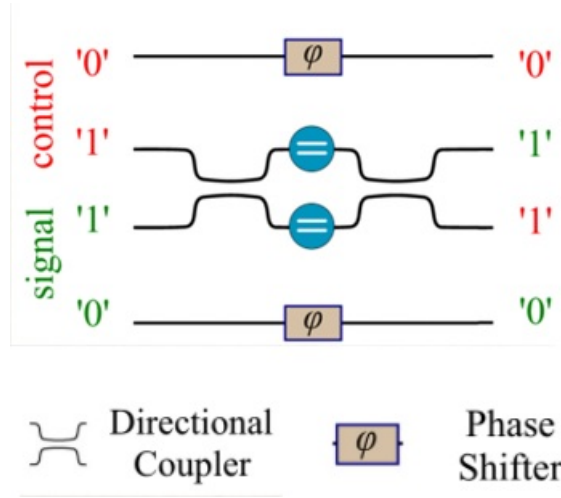 control
signal
'0' φ '0'
'1' '1'
'1' '1'
'0' φ '0'
Directional
Coupler
φ
Phase
Shifter